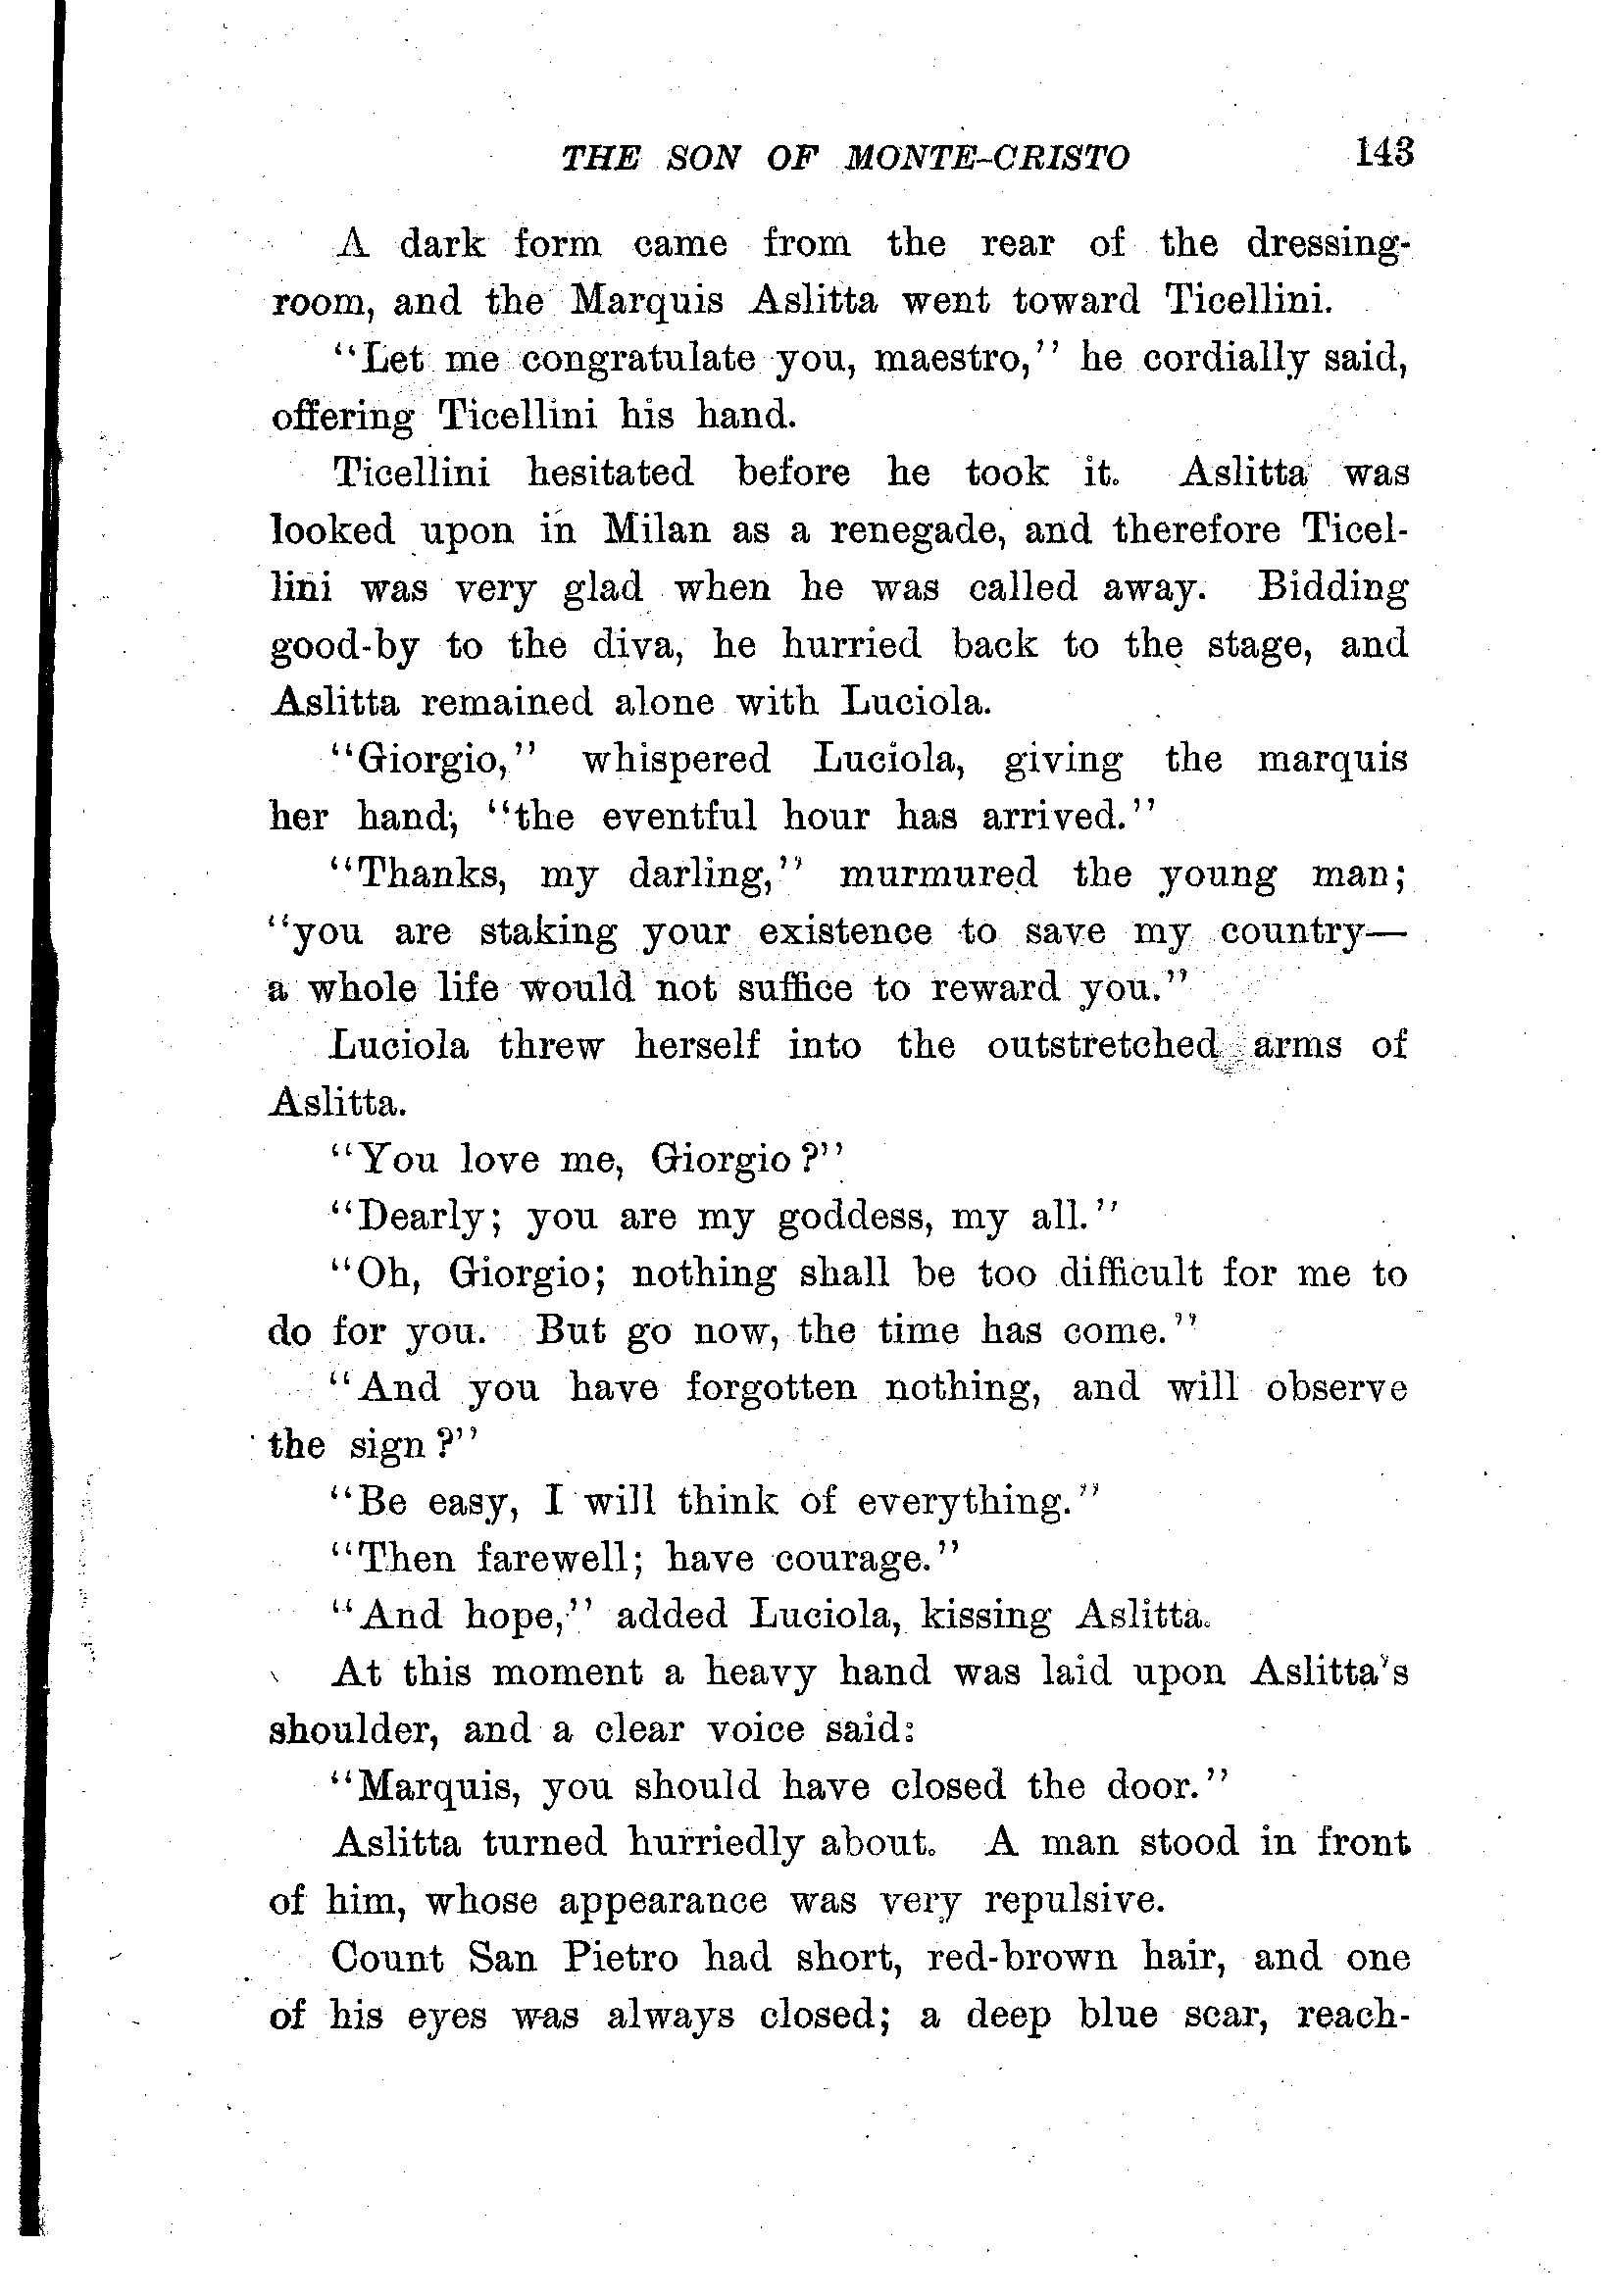 THE SON OF MONTE-CRISTO 143
A dark form came from the rear of the dressing-
room, and the Marquis Aslitta went toward Ticellini.
"Let me congratulate you, maestro," he cordially said,
offering Ticellini his hand.
Ticellini hesitated before he took it. Aslitta was
looked upon in Milan as a renegade, and therefore Ticel-
lini was very glad when he was called away. Bidding
good-by to the diva, he hurried back to the stage, and
Aslitta remained alone with Luciola.
"Giorgio," whispered Luciola, giving the marquis
her hand; "the eventful hour has arrived."
"Thanks, my darling," murmured the young man;
"you are staking your existence to save my country—
a whole life would not suffice to reward you."
Luciola threw herself into the outstretched arms of
Aslitta.
"You love me, Giorgio?"
"Dearly; you are my goddess, my all."
"Oh, Giorgio; nothing shall be too difficult for me to
do for you. But go now, the time has come."
"And you have forgotten nothing, and will observe
the sign?"
"Be easy, I will think of everything."
"Then farewell; have courage."
"And hope," added Luciola, kissing Aslitta.
At this moment a heavy hand was laid upon Aslitta's
shoulder, and a clear voice said:
"Marquis, you should have closed the door."
Aslitta turned hurriedly about. A man stood in front
of him, whose appearance was very repulsive.
Count San Pietro had short, red-brown hair, and one
of his eyes was always closed; a deep blue scar, reach-